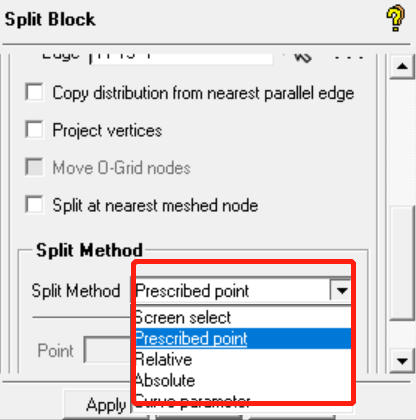 Split Block
Edge
Copy distribution from nearest parallel edge
Project vertices
Move O-Grid nodes
Split at nearest meshed node
Split Method
Split Method Prescribed point
Screen select
Prescribed point
Relative
Point
Absolute
Curve parameter
Apply